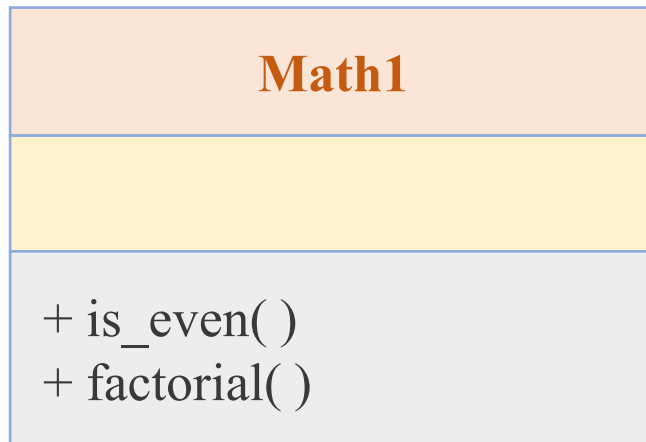 Math1
+ is_even( )
+ factorial( )